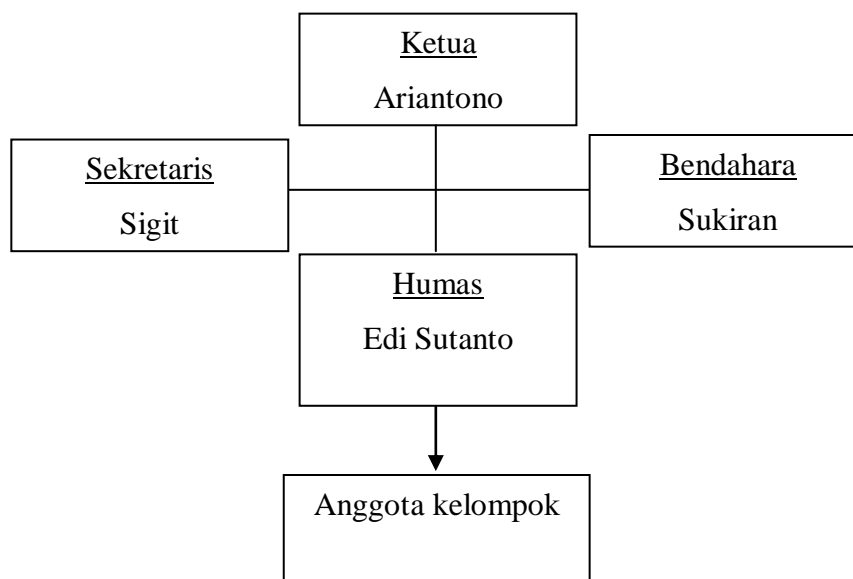 Ketua
Ariantono
Sekretaris
Sigit
Bendahara
Sukiran
Humas
Edi Sutanto
Anggota kelompok